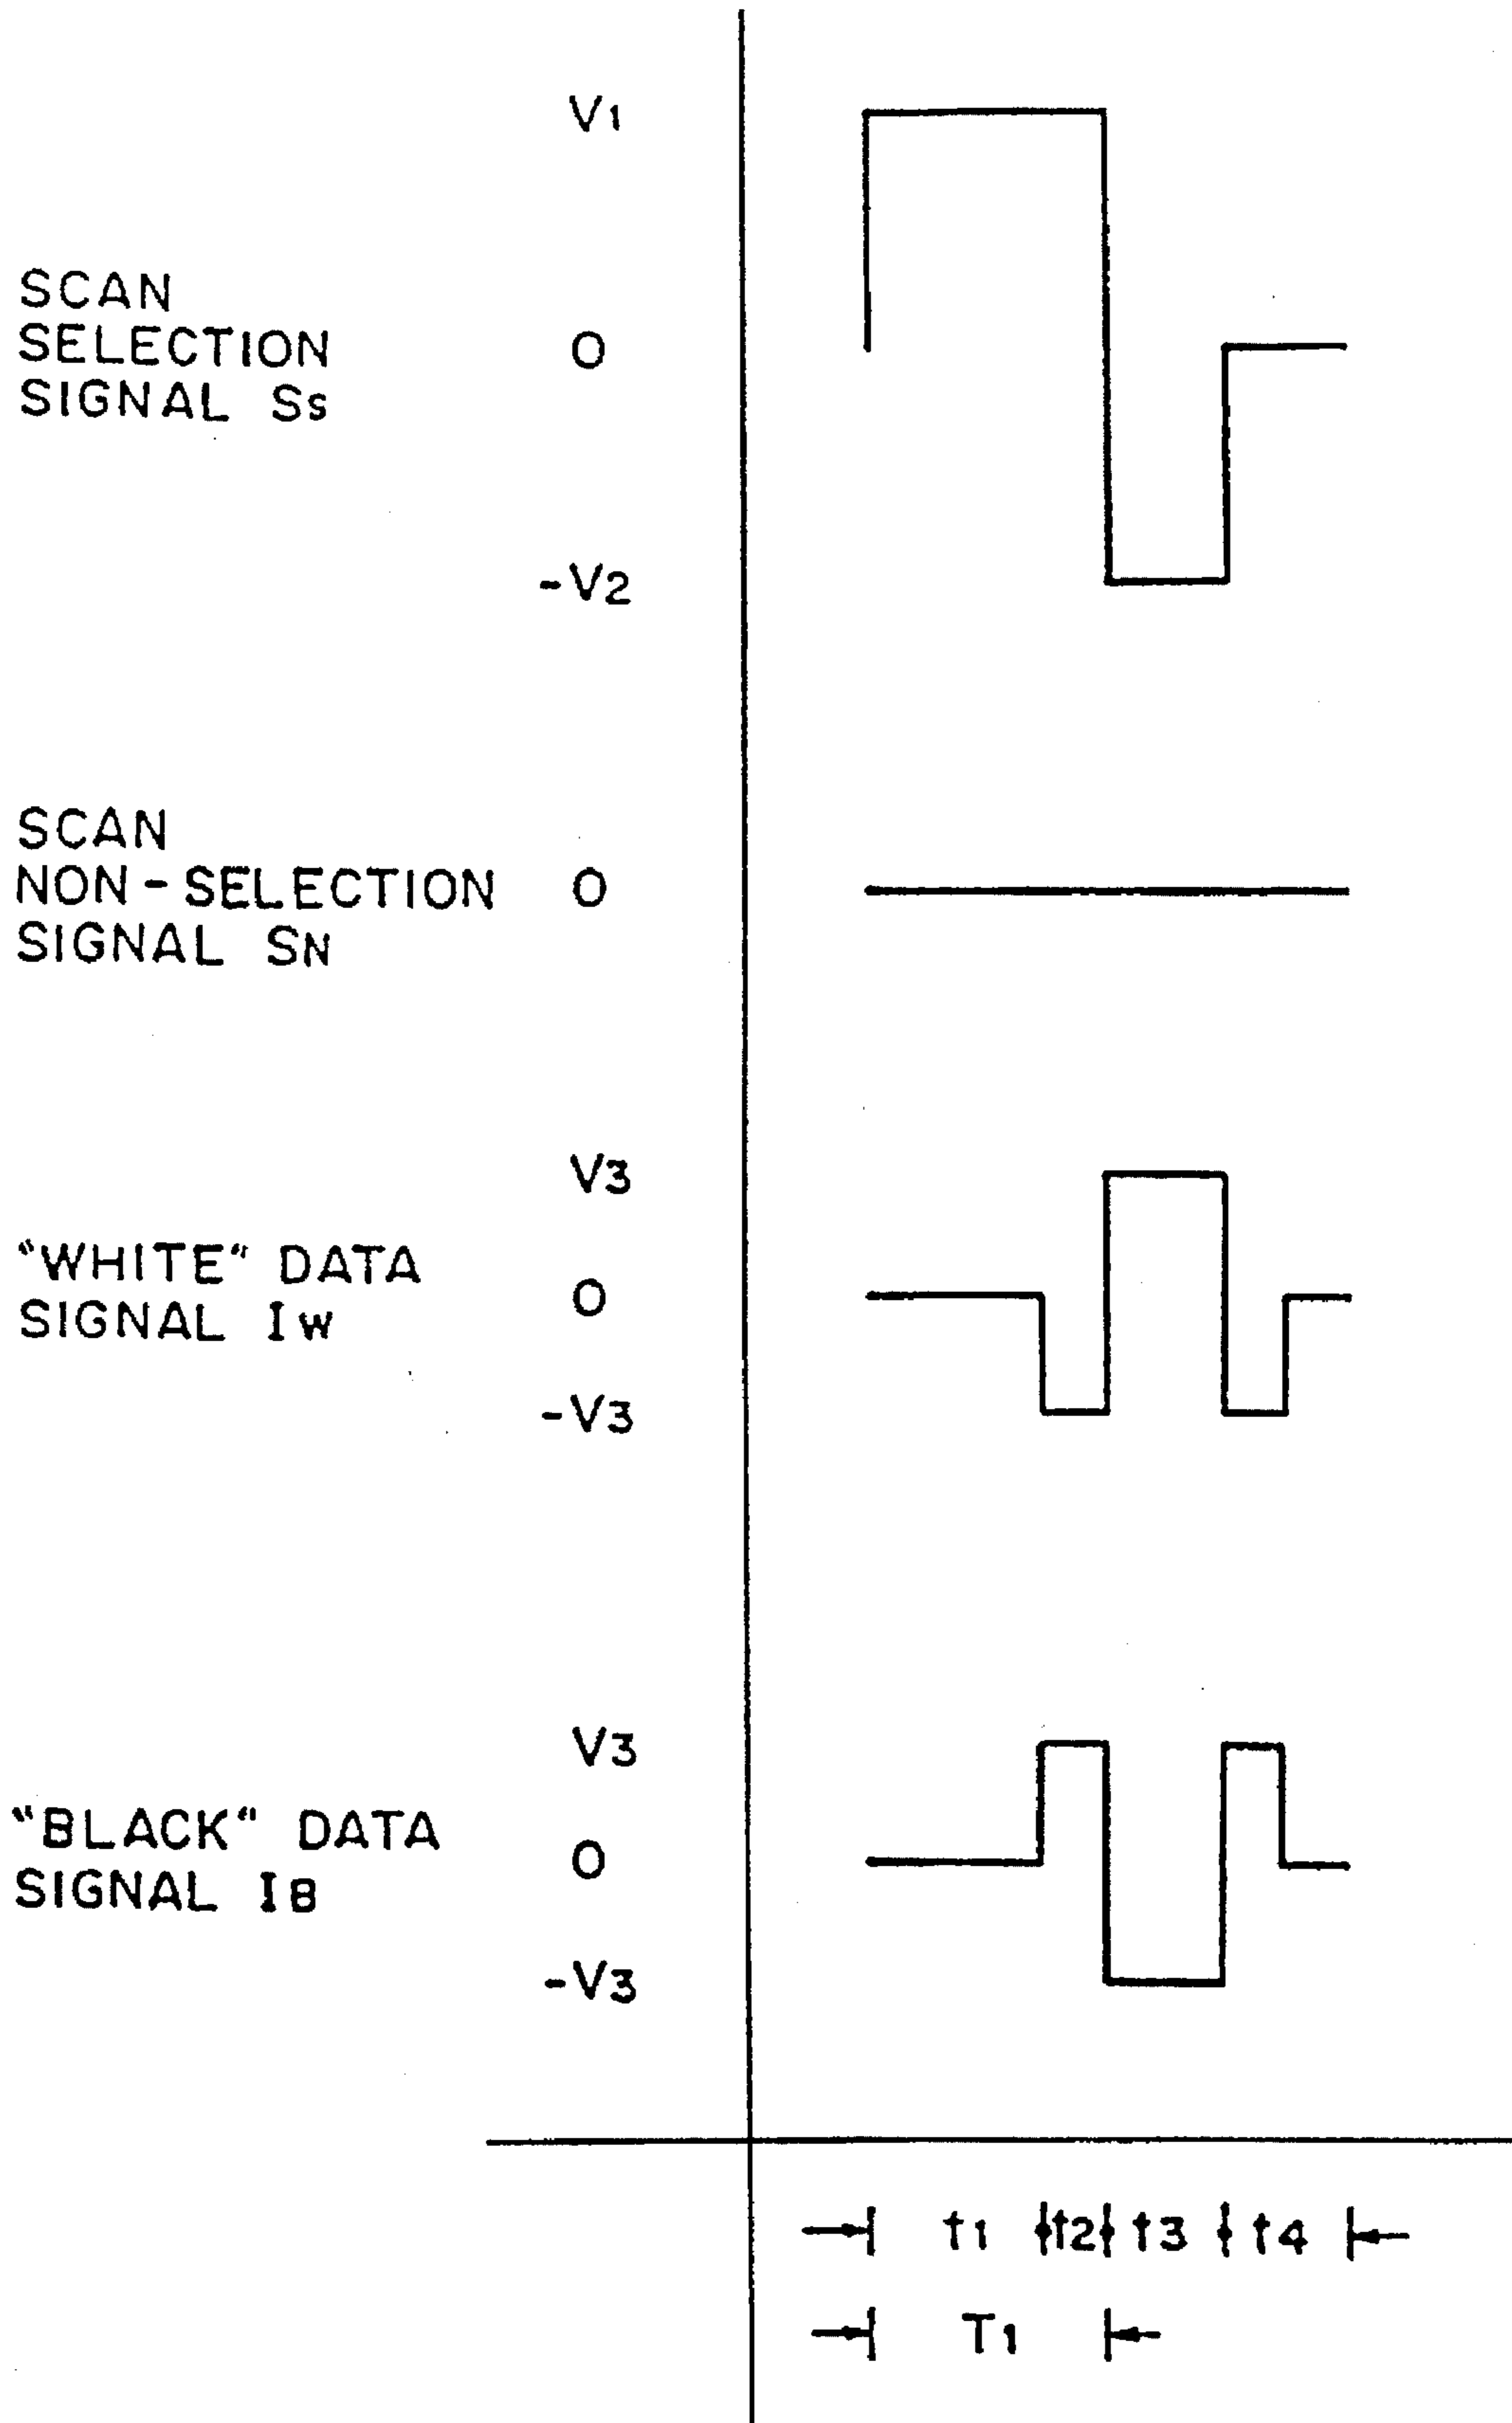 V1
SCAN
SELECTION 0
SIGNAL Ss
-V2
SCAN
NON-SELECTION 0
SIGNAL SN
V3
"WHITE" DATA
SIGNAL IW 0
-V3
V3
"BLACK" DATA
SIGNAL IB 0
-V3
t1 t2 t3 t4
T1